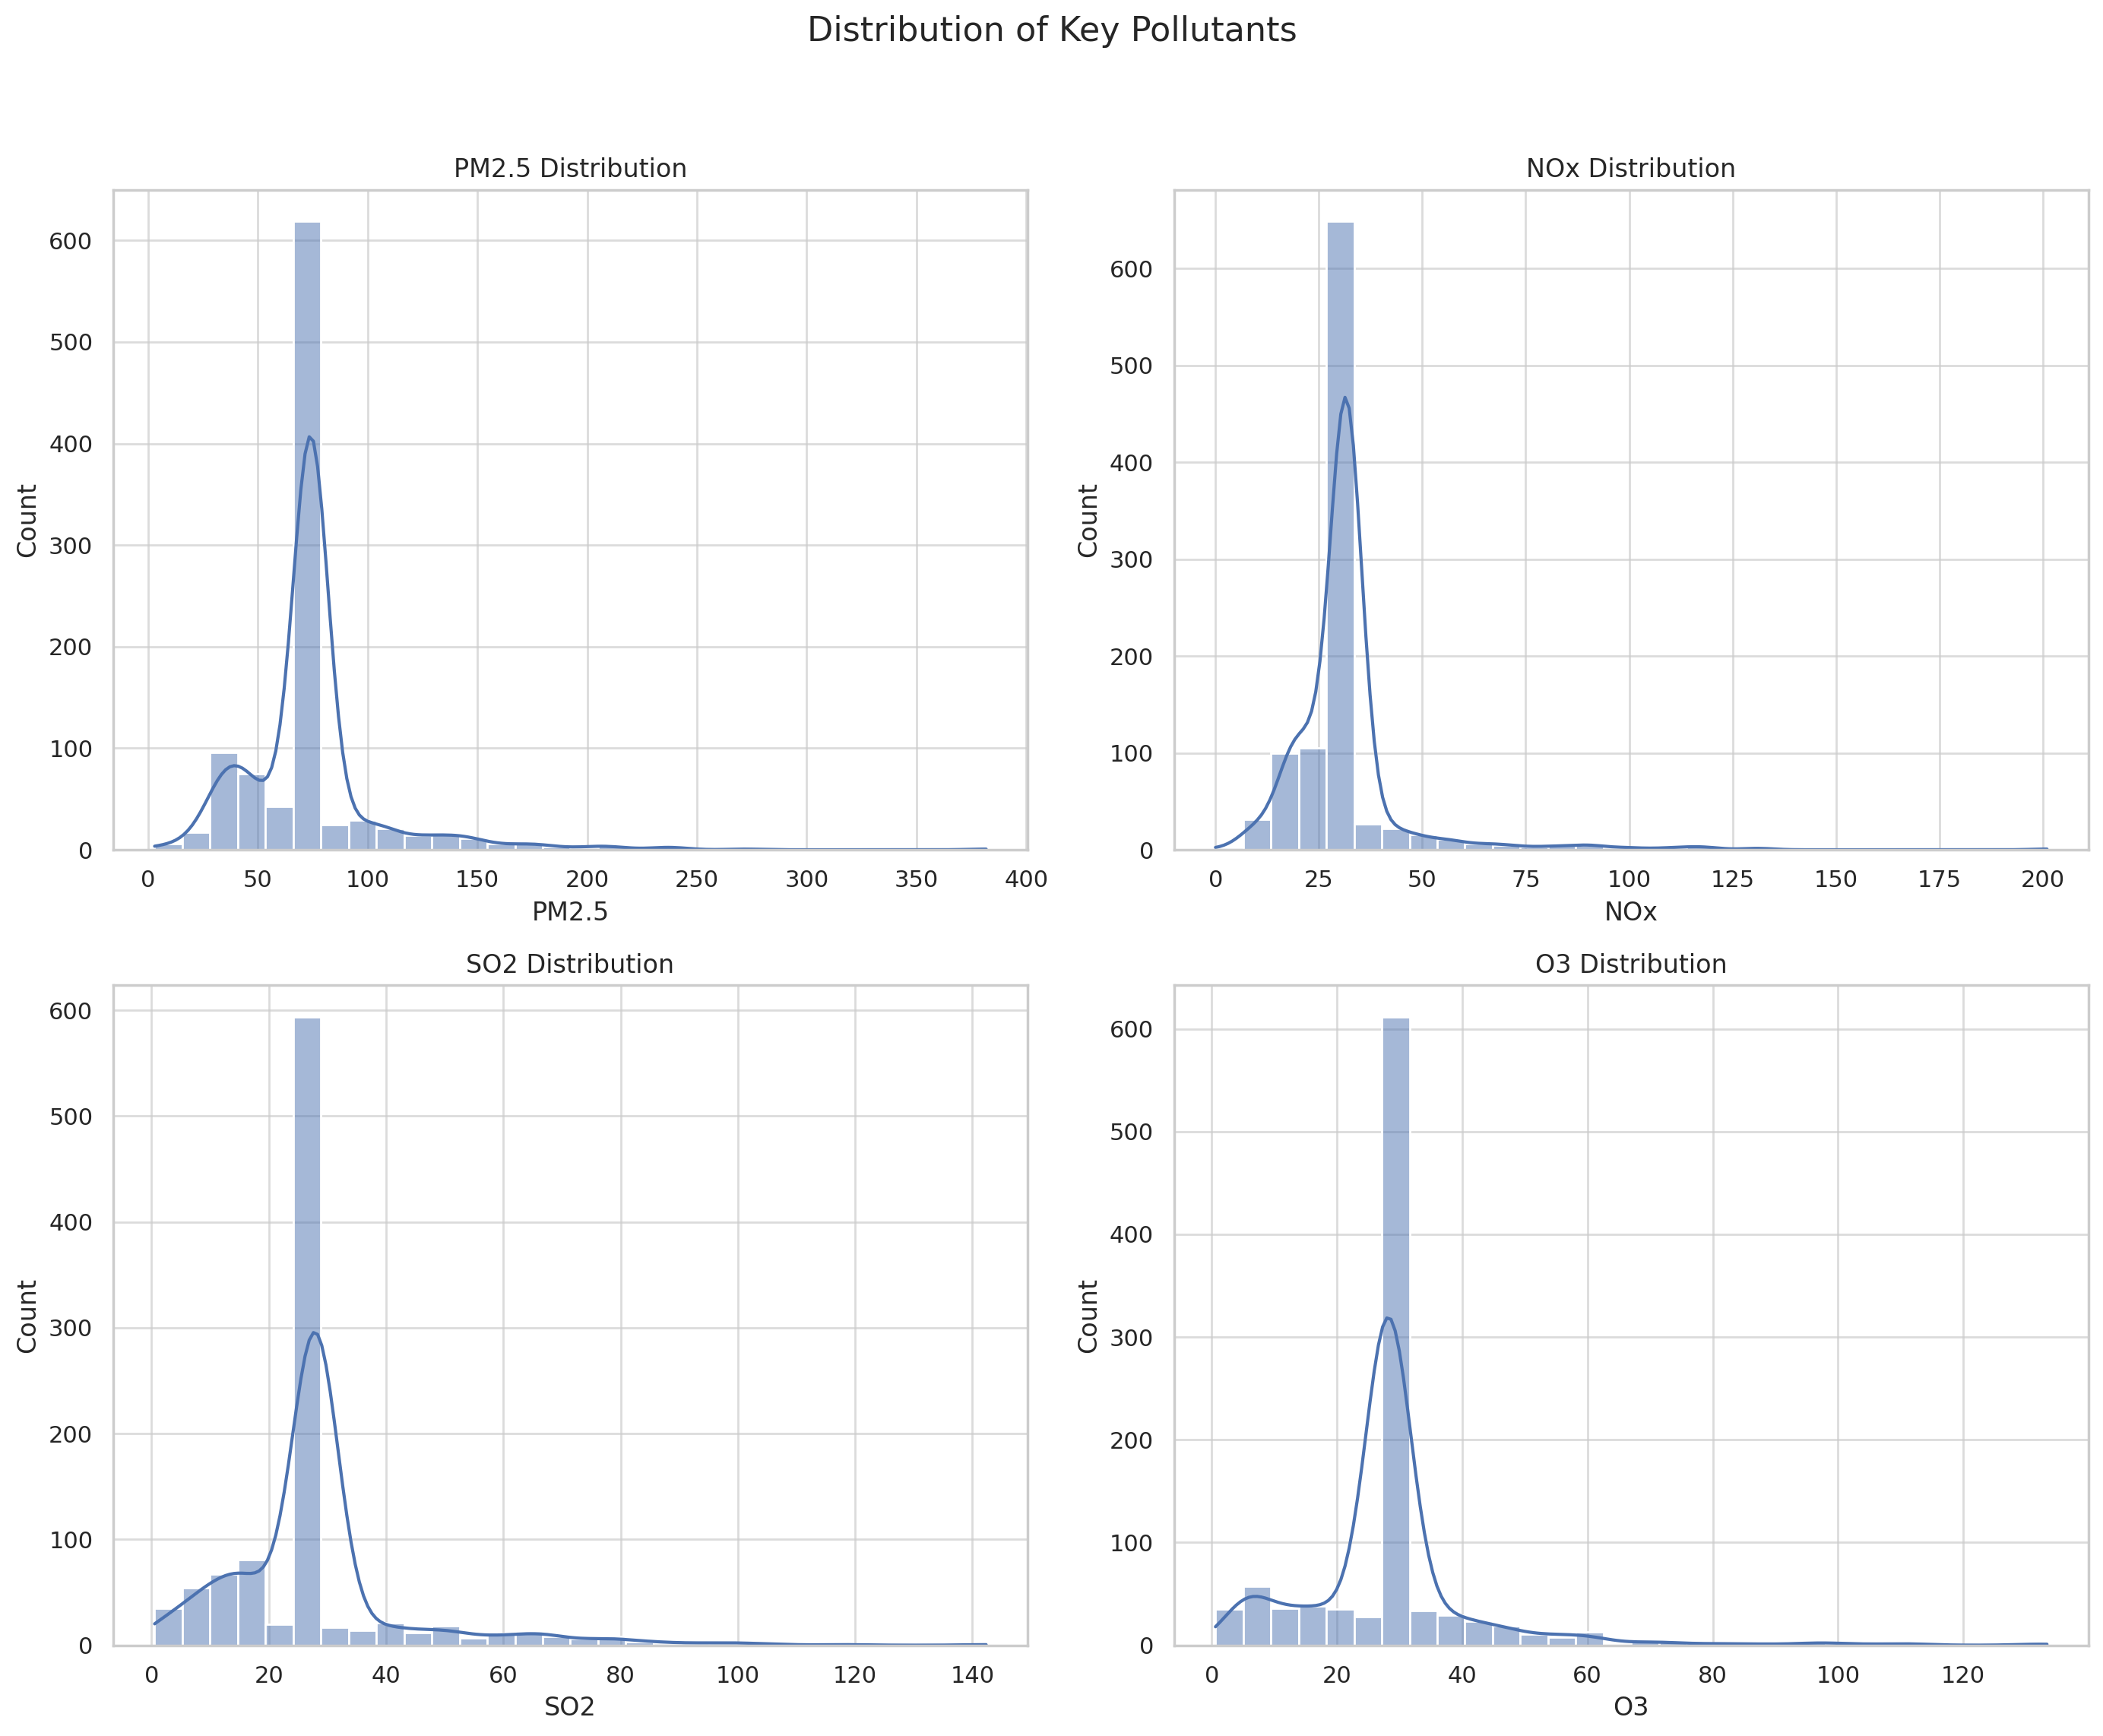 Distribution of Key Pollutants
PM2.5 Distribution
600
500
400
300
200
100
0
Count
0 50 100 150 200 250 300 350 400
PM2.5
NOx Distribution
600
500
400
300
200
100
0
Count
0 25 50 75 100 125 150 175 200
NOx
SO2 Distribution
600
500
400
300
200
100
0
Count
0 20 40 60 80 100 120 140
SO2
O3 Distribution
600
500
400
300
200
100
0
Count
0 20 40 60 80 100 120
O3